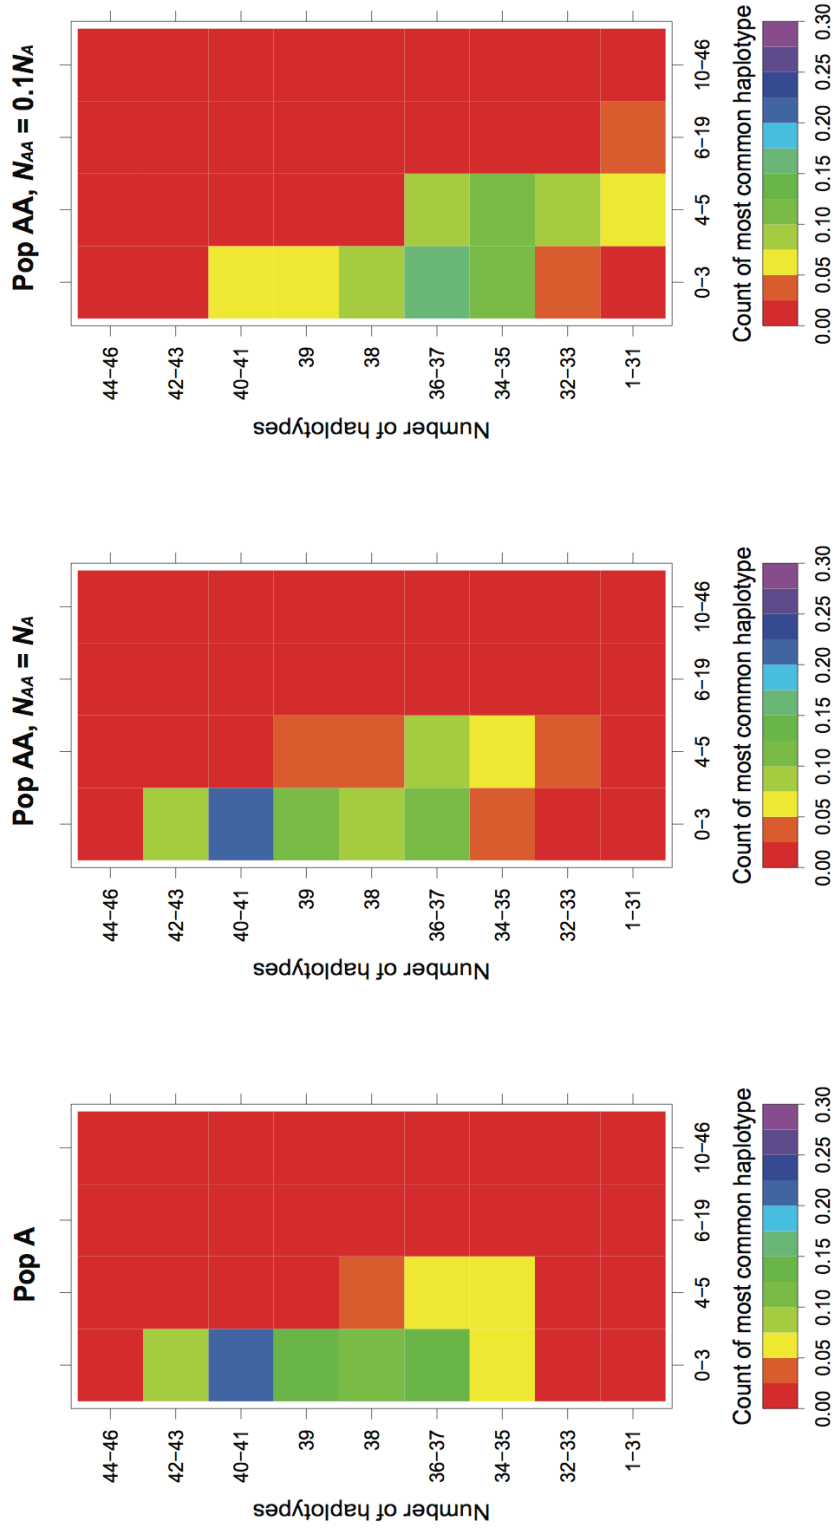 Pop A
Number of haplotypes
44−46
42−43
40−41
39
38
36−37
34−35
32−33
1−31
0−3 4−5 6−19 10−46
Count of most common haplotype
0.00 0.05 0.10 0.15 0.20 0.25 0.30
Pop AA, NAA = NA
Number of haplotypes
44−46
42−43
40−41
39
38
36−37
34−35
32−33
1−31
0−3 4−5 6−19 10−46
Count of most common haplotype
0.00 0.05 0.10 0.15 0.20 0.25 0.30
Pop AA, NAA = 0.1NA
Number of haplotypes
44−46
42−43
40−41
39
38
36−37
34−35
32−33
1−31
0−3 4−5 6−19 10−46
Count of most common haplotype
0.00 0.05 0.10 0.15 0.20 0.25 0.30